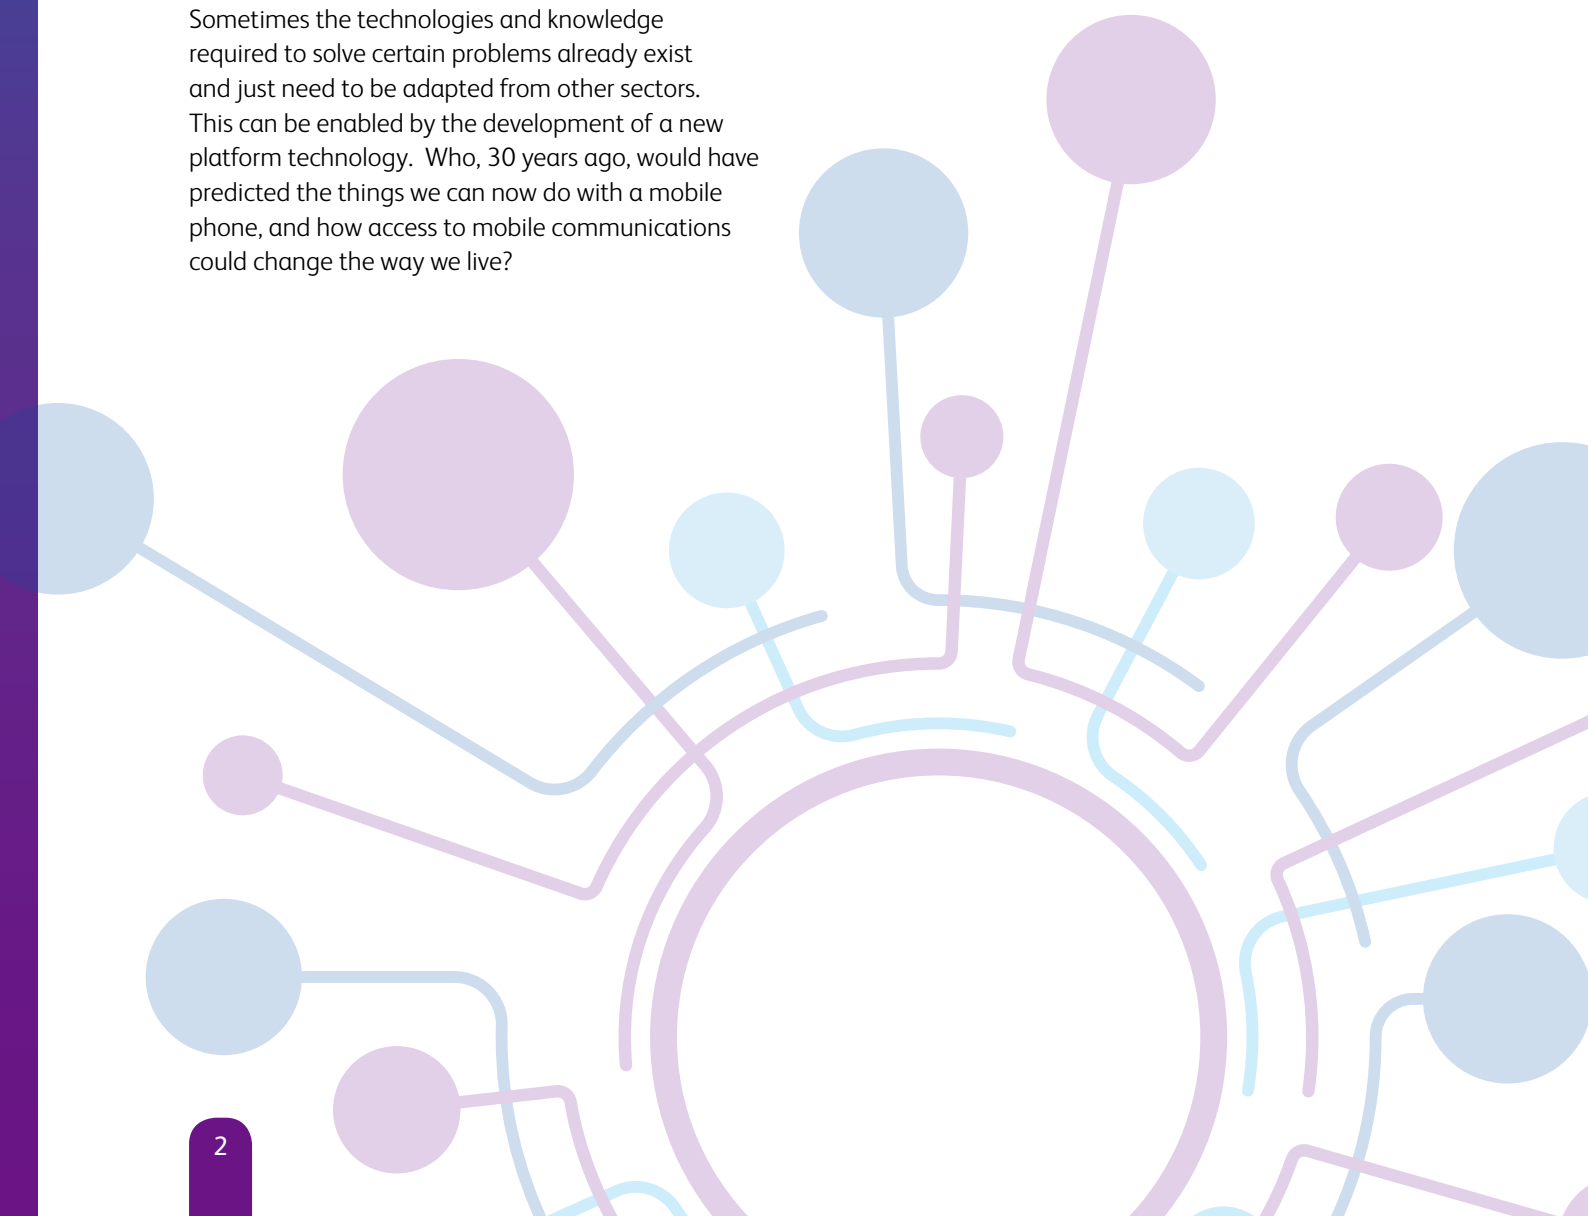 Sometimes the technologies and knowledge
required to solve certain problems already exist
and just need to be adapted from other sectors.
This can be enabled by the development of a new
platform technology.  Who, 30 years ago, would have
predicted the things we can now do with a mobile
phone, and how access to mobile communications
could change the way we live?
2